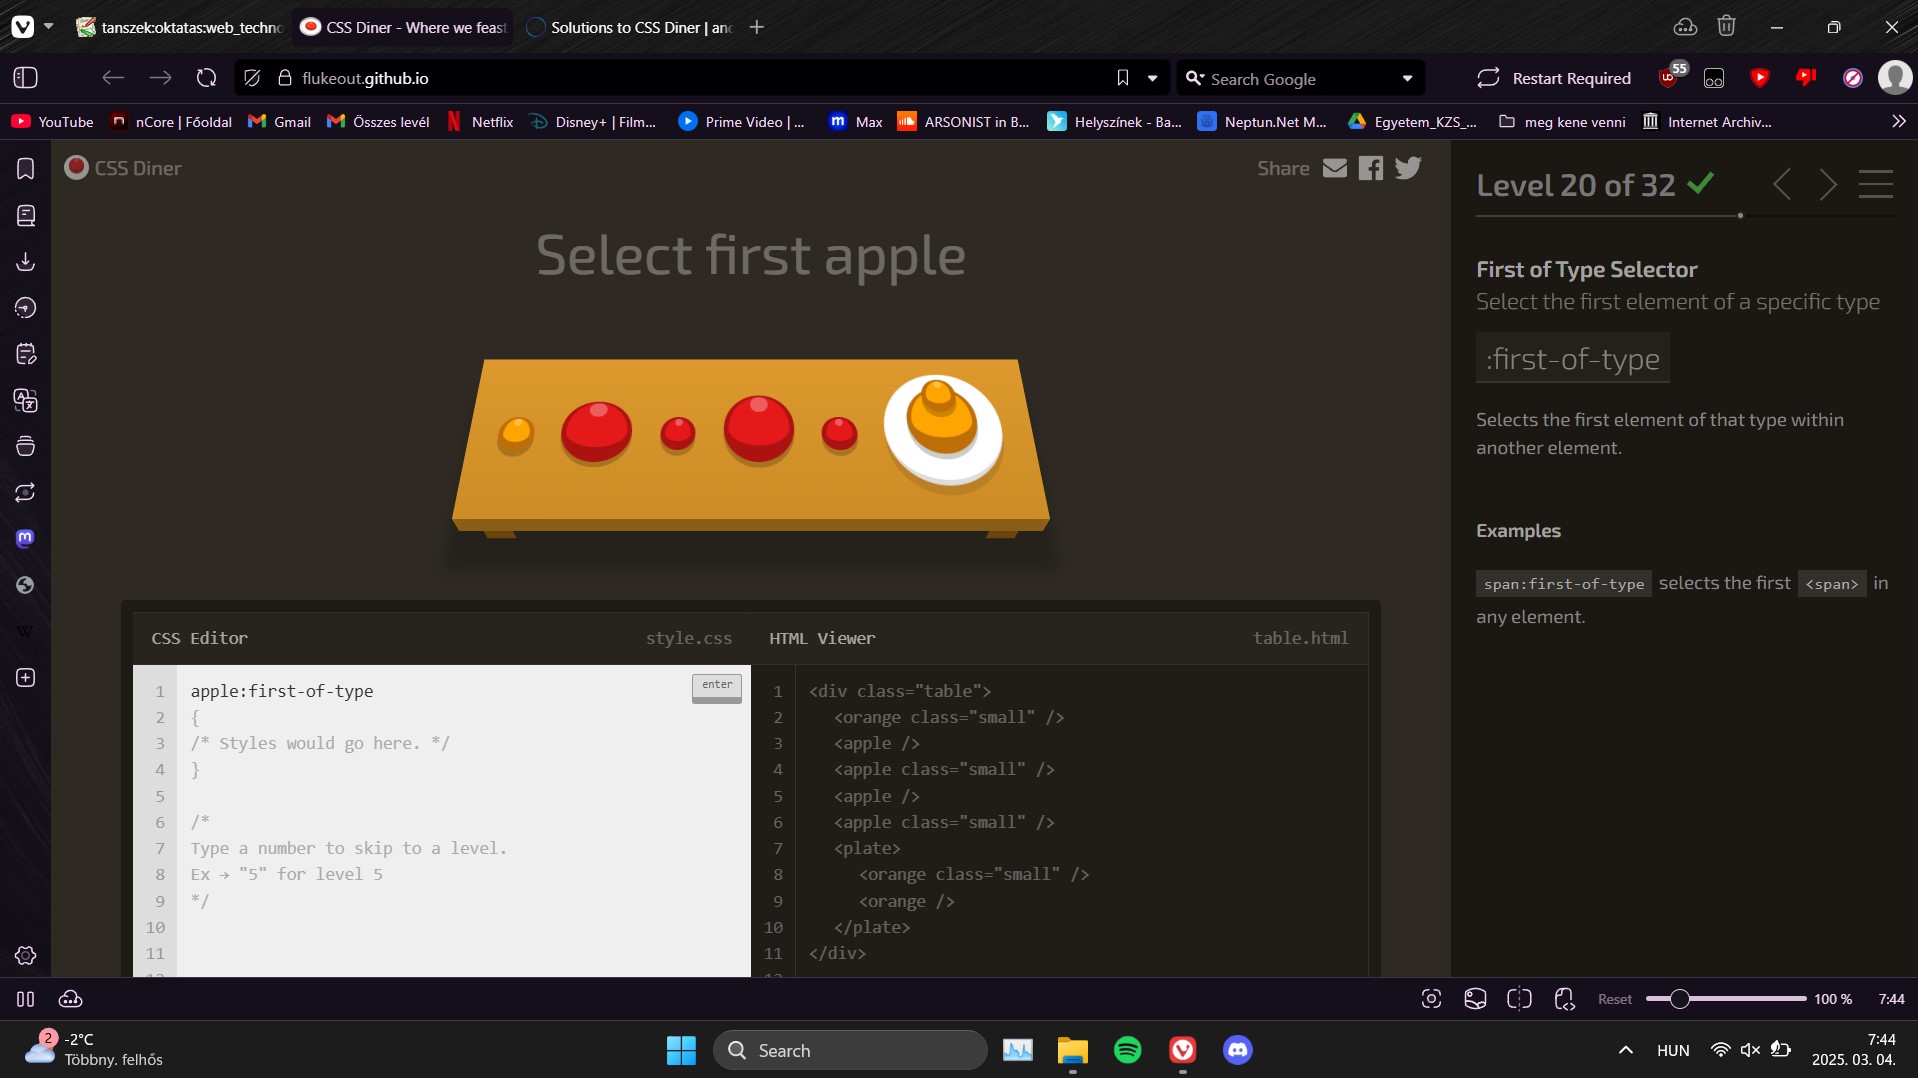 tanszek:oktatas:web_techno
CSS Diner - Where we feast
Solutions to CSS Diner | and
flukeout.github.io
Search Google
Restart Required
55
YouTube
nCore | Főoldal
Gmail
Összes levél
Netflix
Disney+ | Film...
Prime Video | ...
Max
ARSONIST in B...
Helyszínek - Ba...
Neptun.Net M...
Egyetem_KZS_...
meg kene venni
Internet Archiv...
CSS Diner
Share
Select first apple
Level 20 of 32
First of Type Selector
Select the first element of a specific type
:first-of-type
Selects the first element of that type within
another element.
Examples
span:first-of-type selects the first <span> in
any element.
CSS Editor
style.css
1 apple:first-of-type
enter
2 {
3 /* Styles would go here. */
4 }
5
6 /*
7 Type a number to skip to a level.
8 Ex → "5" for level 5
9 */
10
11
HTML Viewer
table.html
1 <div class="table">
2 <orange class="small" />
3 <apple />
4 <apple class="small" />
5 <apple />
6 <apple class="small" />
7 <plate>
8 <orange class="small" />
9 <orange />
10 </plate>
11 </div>
Reset
100 %
7:44
2
-2°C
Többny. felhős
Search
HUN
7:44
2025. 03. 04.